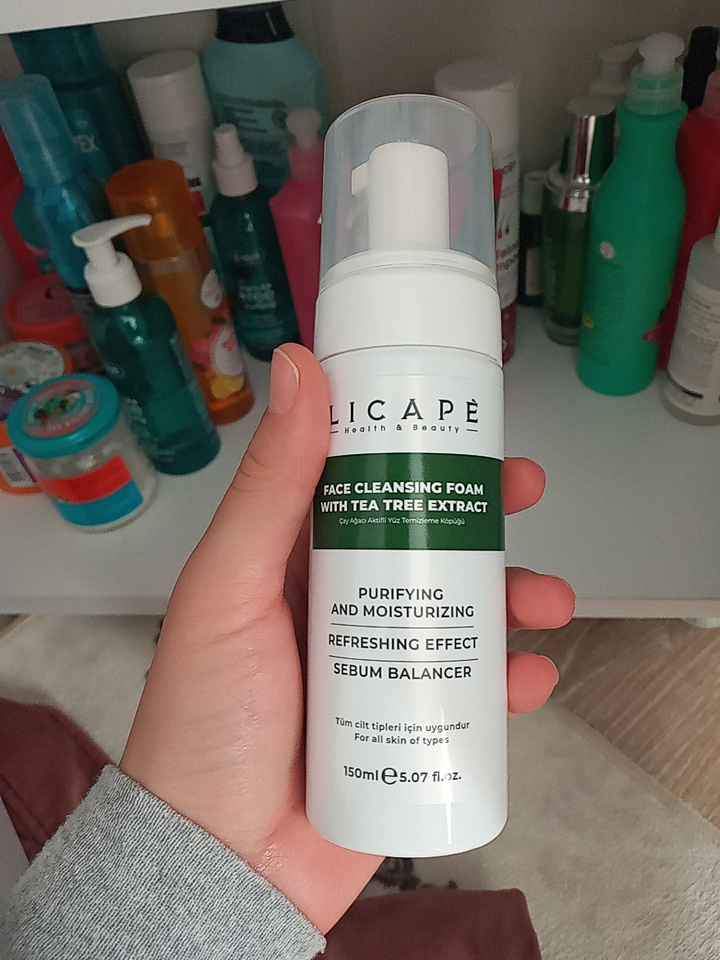 LICAPÈ
Health & Beauty
FACE CLEANSING FOAM
WITH TEA TREE EXTRACT
Çay Ağacı Aktifli Yüz Temizleme Köpüğü
PURIFYING
AND MOISTURIZING
REFRESHING EFFECT
SEBUM BALANCER
Tüm cilt tipleri için uygundur
For all skin of types
150ml e 5.07 fl.oz.